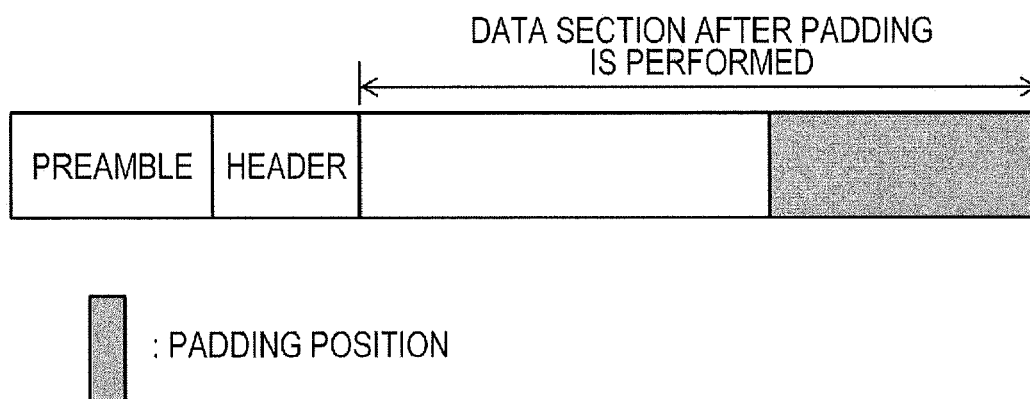 DATA SECTION AFTER PADDING
IS PERFORMED
PREAMBLE HEADER
: PADDING POSITION